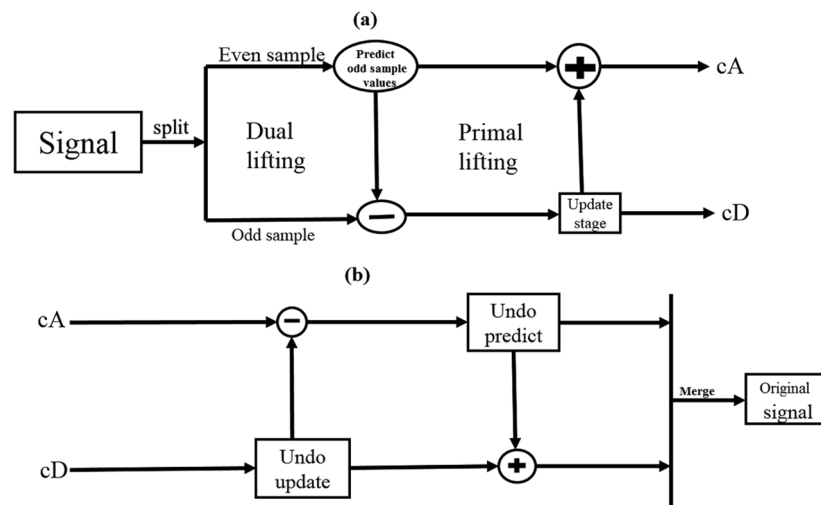 (a)
Even sample
Predict
odd sample
values
+
cA
Signal
split
Dual
lifting
Primal
lifting
−
Update
stage
cD
Odd sample
(b)
cA
−
Undo
predict
Merge
Original
signal
cD
Undo
update
+